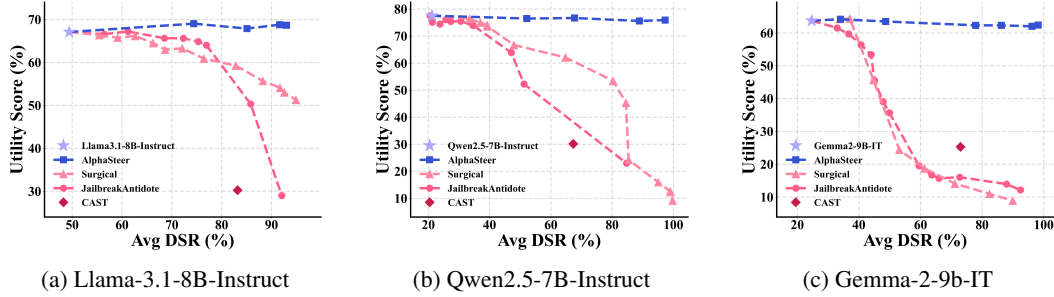 Utility Score (%)
70
60
50
40
30
50
60
70
80
90
Avg DSR (%)
Llama3.1-8B-Instruct
AlphaSteer
Surgical
JailbreakAntidote
CAST
(a) Llama-3.1-8B-Instruct
Utility Score (%)
80
70
60
50
40
30
20
10
20
40
60
80
100
Avg DSR (%)
Qwen2.5-7B-Instruct
AlphaSteer
Surgical
JailbreakAntidote
CAST
(b) Qwen2.5-7B-Instruct
Utility Score (%)
60
50
40
30
20
10
20
40
60
80
100
Avg DSR (%)
Gemma2-9B-IT
AlphaSteer
Surgical
JailbreakAntidote
CAST
(c) Gemma-2-9b-IT